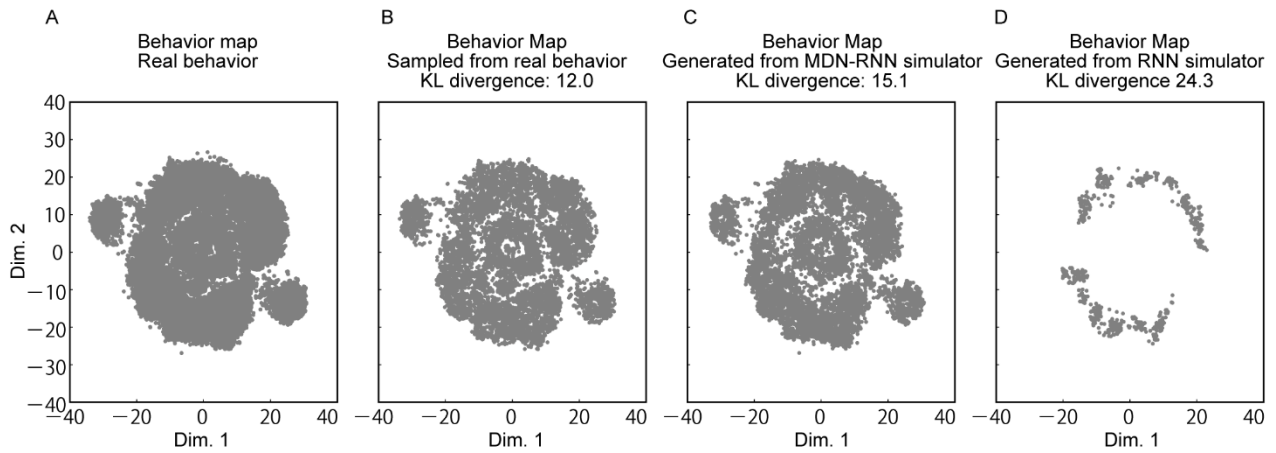 A
Behavior map
Real behavior
B
Behavior Map
Sampled from real behavior
KL divergence: 12.0
C
Behavior Map
Generated from MDN-RNN simulator
KL divergence: 15.1
D
Behavior Map
Generated from RNN simulator
KL divergence 24.3
Dim. 2
40
30
20
10
0
−10
−20
−30
−40
−40 −20 0 20 40
Dim. 1
−40 −20 0 20 40
Dim. 1
−40 −20 0 20 40
Dim. 1
−40 −20 0 20 40
Dim. 1